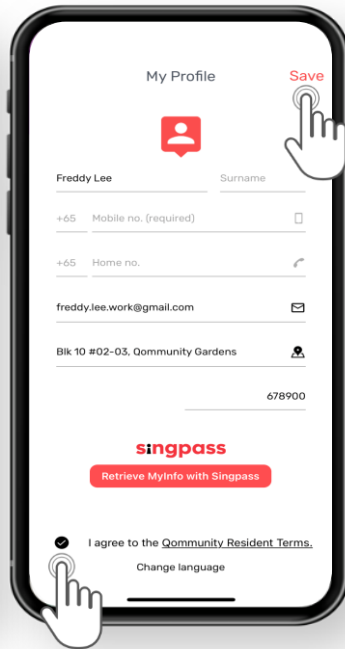 My Profile Save
Freddy Lee Surname
+65 Mobile no. (required)
+65 Home no.
freddy.lee.work@gmail.com
Blk 10 #02-03, Qommunity Gardens
678900
singpass
Retrieve MyInfo with Singpass
I agree to the Qommunity Resident Terms.
Change language